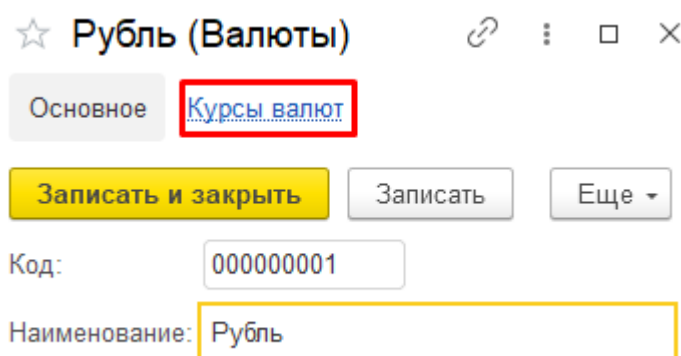 Рубль (Валюты)
Основное Курсы валют
Записать и закрыть Записать Еще
Код: 000000001
Наименование: Рубль